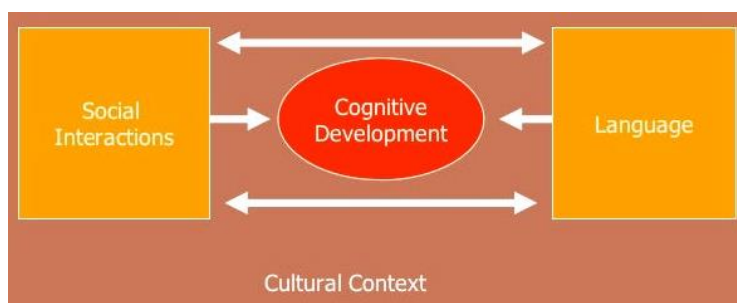 Social
Interactions
Cognitive
Development
Language
Cultural Context